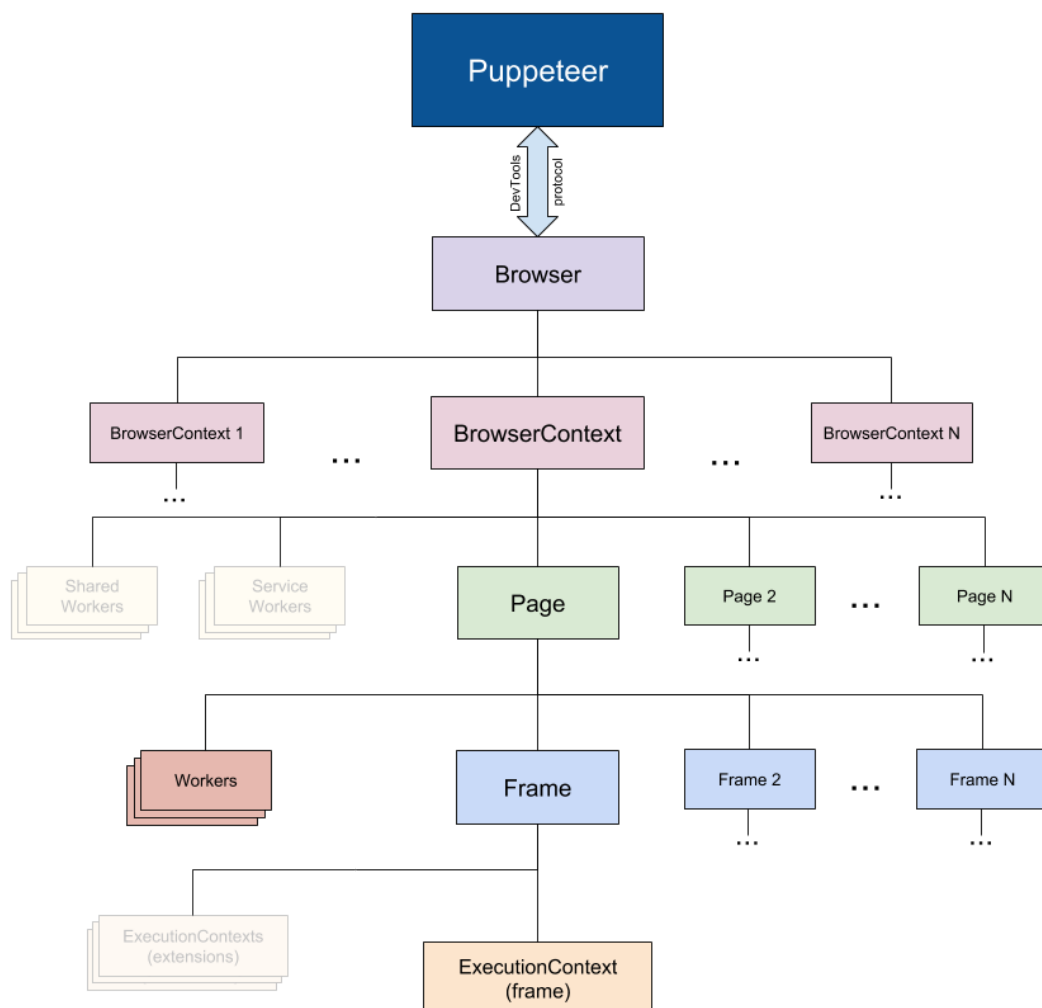 Puppeteer
DevTools
protocol
Browser
BrowserContext 1
...
BrowserContext
...
BrowserContext N
...
...
Shared
Workers
Service
Workers
Page
Page 2
...
Page N
...
...
Workers
Frame
Frame 2
...
Frame N
...
...
ExecutionContexts
(extensions)
ExecutionContext
(frame)